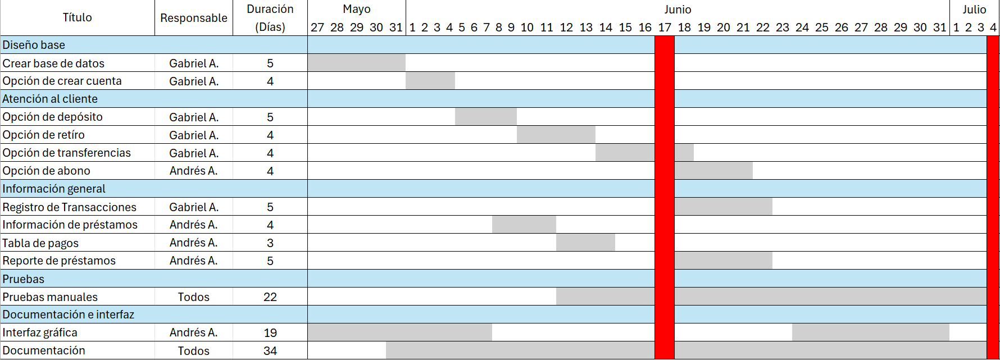 Título Responsable Duración (Días) Mayo Junio Julio
27 28 29 30 31 1 2 3 4 5 6 7 8 9 10 11 12 13 14 15 16 17 18 19 20 21 22 23 24 25 26 27 28 29 30 31 1 2 3 4
Diseño base
Crear base de datos Gabriel A. 5
Opción de crear cuenta Gabriel A. 4
Atención al cliente
Opción de depósito Gabriel A. 5
Opción de retíro Gabriel A. 4
Opción de transferencias Gabriel A. 4
Opción de abono Andrés A. 4
Información general
Registro de Transacciones Gabriel A. 5
Información de préstamos Andrés A. 4
Tabla de pagos Andrés A. 3
Reporte de préstamos Andrés A. 5
Pruebas
Pruebas manuales Todos 22
Documentación e interfaz
Interfaz gráfica Andrés A. 19
Documentación Todos 34